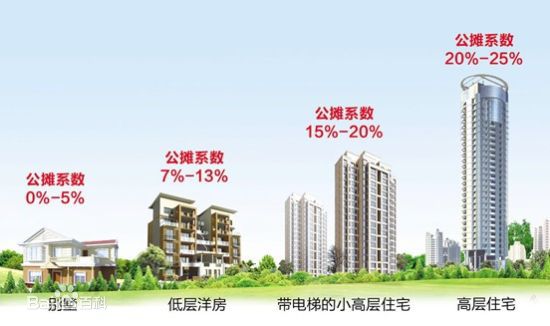 公摊系数
20%-25%
公摊系数
15%-20%
公摊系数
7%-13%
公摊系数
0%-5%
别墅
低层洋房
带电梯的小高层住宅
高层住宅
Bai百科